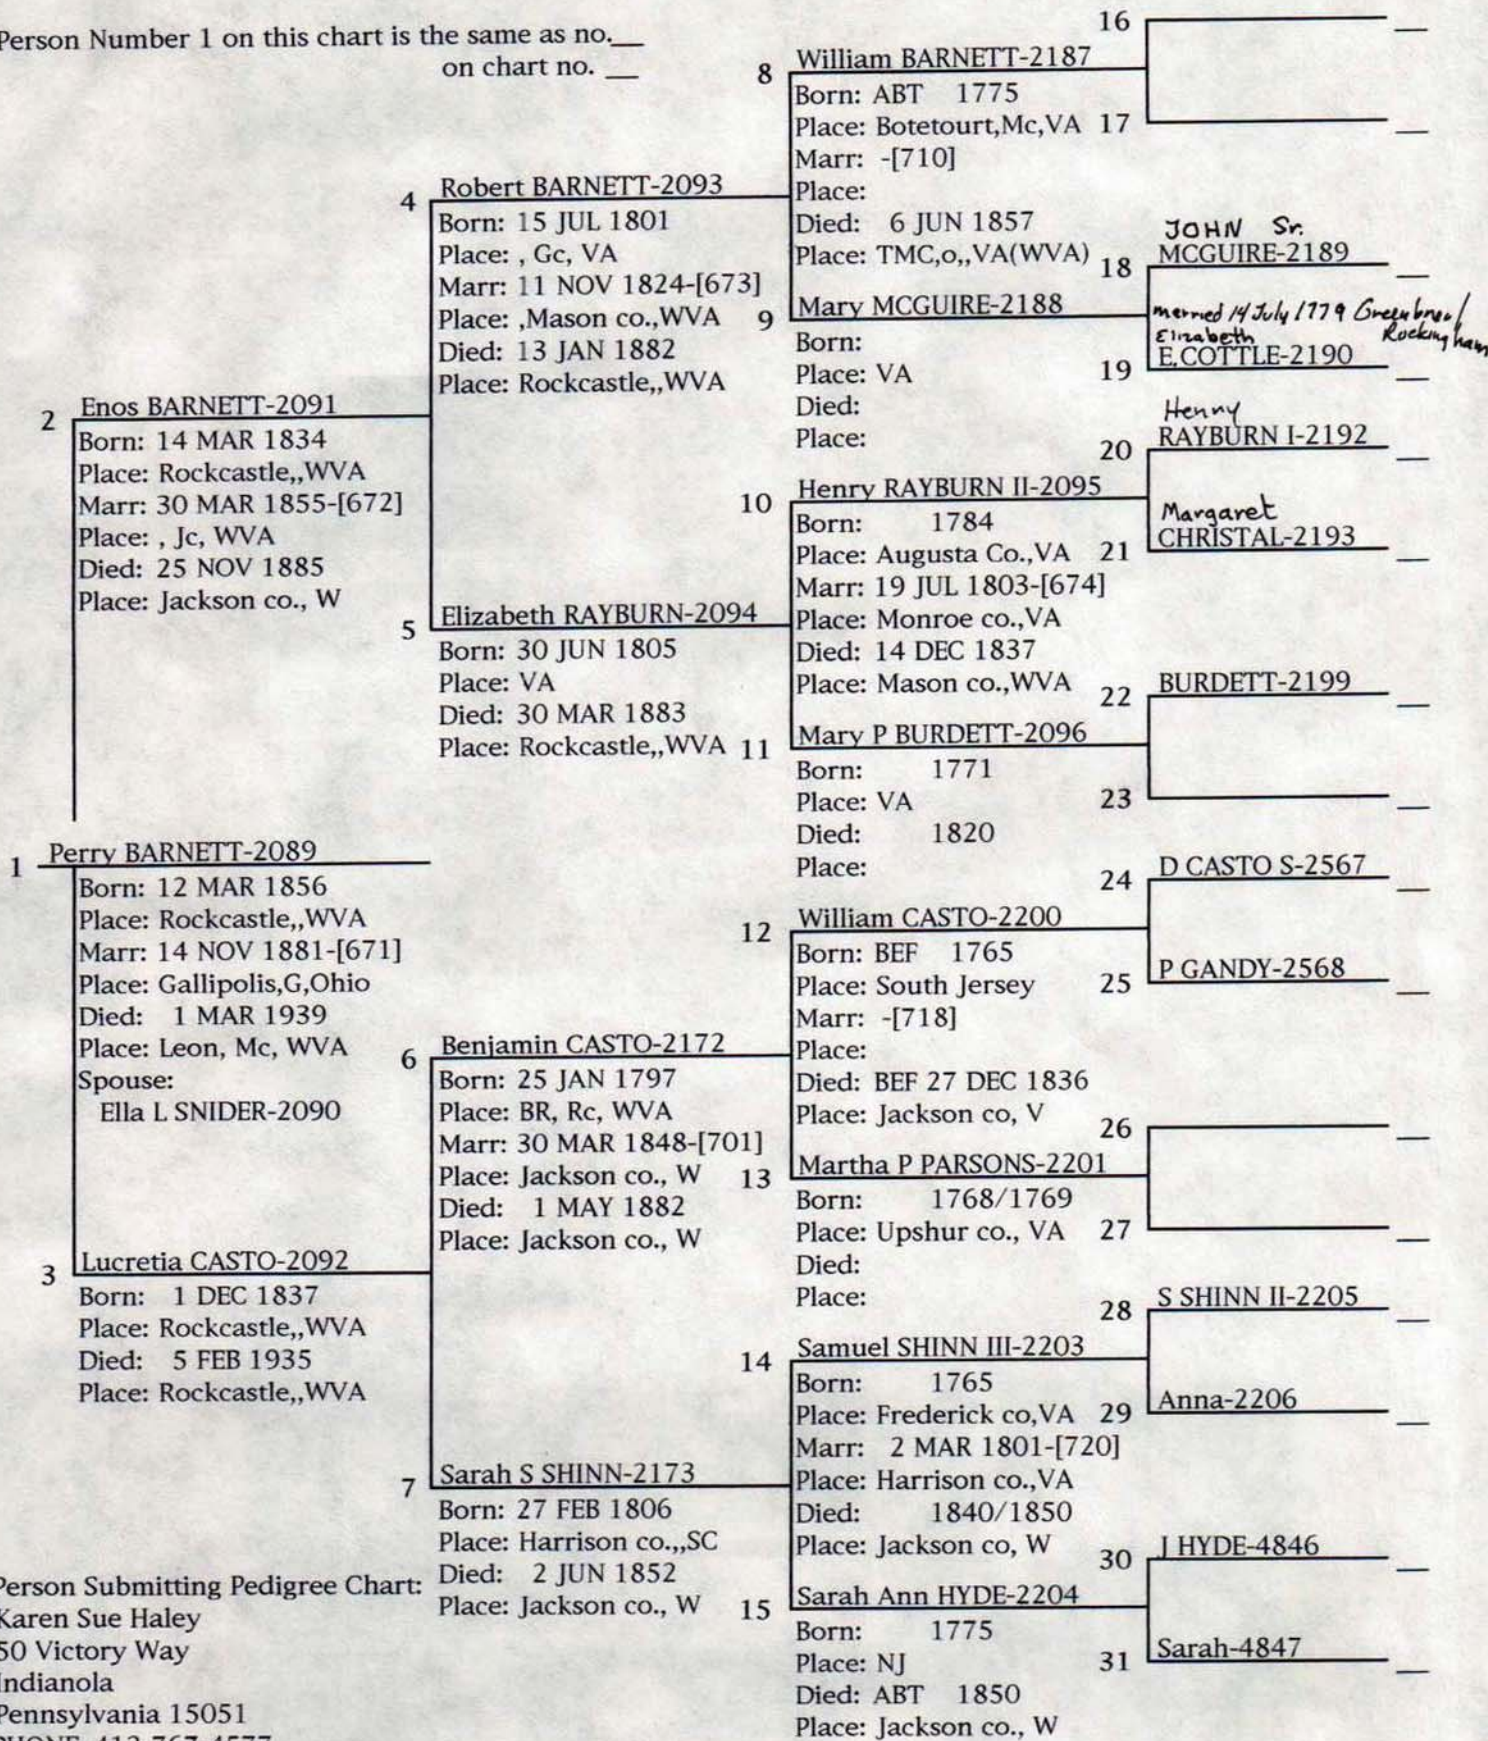 Person Number 1 on this chart is the same as no.__
on chart no. __
1 Perry BARNETT-2089
Born: 12 MAR 1856
Place: Rockcastle,,WVA
Marr: 14 NOV 1881-[671]
Place: Gallipolis,G,Ohio
Died: 1 MAR 1939
Place: Leon, Mc, WVA
Spouse:
Ella L SNIDER-2090
2 Enos BARNETT-2091
Born: 14 MAR 1834
Place: Rockcastle,,WVA
Marr: 30 MAR 1855-[672]
Place: , Jc, WVA
Died: 25 NOV 1885
Place: Jackson co., W
3 Lucretia CASTO-2092
Born: 1 DEC 1837
Place: Rockcastle,,WVA
Died: 5 FEB 1935
Place: Rockcastle,,WVA
4 Robert BARNETT-2093
Born: 15 JUL 1801
Place: , Gc, VA
Marr: 11 NOV 1824-[673]
Place: ,Mason co.,WVA
Died: 13 JAN 1882
Place: Rockcastle,,WVA
5 Elizabeth RAYBURN-2094
Born: 30 JUN 1805
Place: VA
Died: 30 MAR 1883
Place: Rockcastle,,WVA
6 Benjamin CASTO-2172
Born: 25 JAN 1797
Place: BR, Rc, WVA
Marr: 30 MAR 1848-[701]
Place: Jackson co., W
Died: 1 MAY 1882
Place: Jackson co., W
7 Sarah S SHINN-2173
Born: 27 FEB 1806
Place: Harrison co.,,SC
Died: 2 JUN 1852
Place: Jackson co., W
8 William BARNETT-2187
Born: ABT 1775
Place: Botetourt,Mc,VA
Marr: -[710]
Place:
Died: 6 JUN 1857
Place: TMC,o,,VA(WVA)
9 Mary MCGUIRE-2188
Born:
Place: VA
Died:
Place:
10 Henry RAYBURN II-2095
Born: 1784
Place: Augusta Co.,VA
Marr: 19 JUL 1803-[674]
Place: Monroe co.,VA
Died: 14 DEC 1837
Place: Mason co.,WVA
11 Mary P BURDETT-2096
Born: 1771
Place: VA
Died: 1820
Place:
12 William CASTO-2200
Born: BEF 1765
Place: South Jersey
Marr: -[718]
Place:
Died: BEF 27 DEC 1836
Place: Jackson co, V
13 Martha P PARSONS-2201
Born: 1768/1769
Place: Upshur co., VA
Died:
Place:
14 Samuel SHINN III-2203
Born: 1765
Place: Frederick co,VA
Marr: 2 MAR 1801-[720]
Place: Harrison co.,VA
Died: 1840/1850
Place: Jackson co, W
15 Sarah Ann HYDE-2204
Born: 1775
Place: NJ
Died: ABT 1850
Place: Jackson co., W
16
17
JOHN Sr.
18 MCGUIRE-2189
married 14 July 1779
Rockingham
Elizabeth
19 E.COTTLE-2190
Henry
20 RAYBURN I-2192
Margaret
21 CHRISTAL-2193
22 BURDETT-2199
23
24 D CASTO S-2567
25 P GANDY-2568
26
27
28 S SHINN II-2205
29 Anna-2206
30 J HYDE-4846
31 Sarah-4847
Person Submitting Pedigree Chart:
Karen Sue Haley
50 Victory Way
Indianola
Pennsylvania 15051